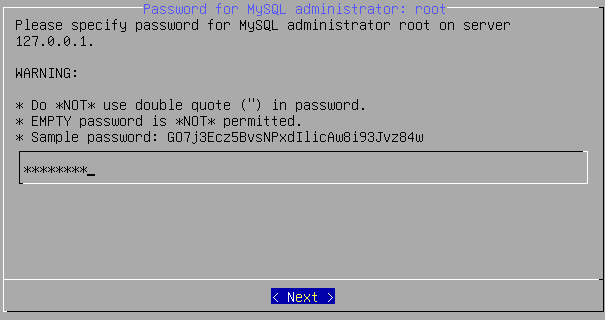 Password for MySQL administrator: root
Please specify password for MySQL administrator root on server
127.0.0.1.
WARNING:
* Do *NOT* use double quote (") in password.
* EMPTY password is *NOT* permitted.
* Sample password: GO7j3Ecz5BvsNPxdIlicAw8i93Jvz84w
********_
< Next >